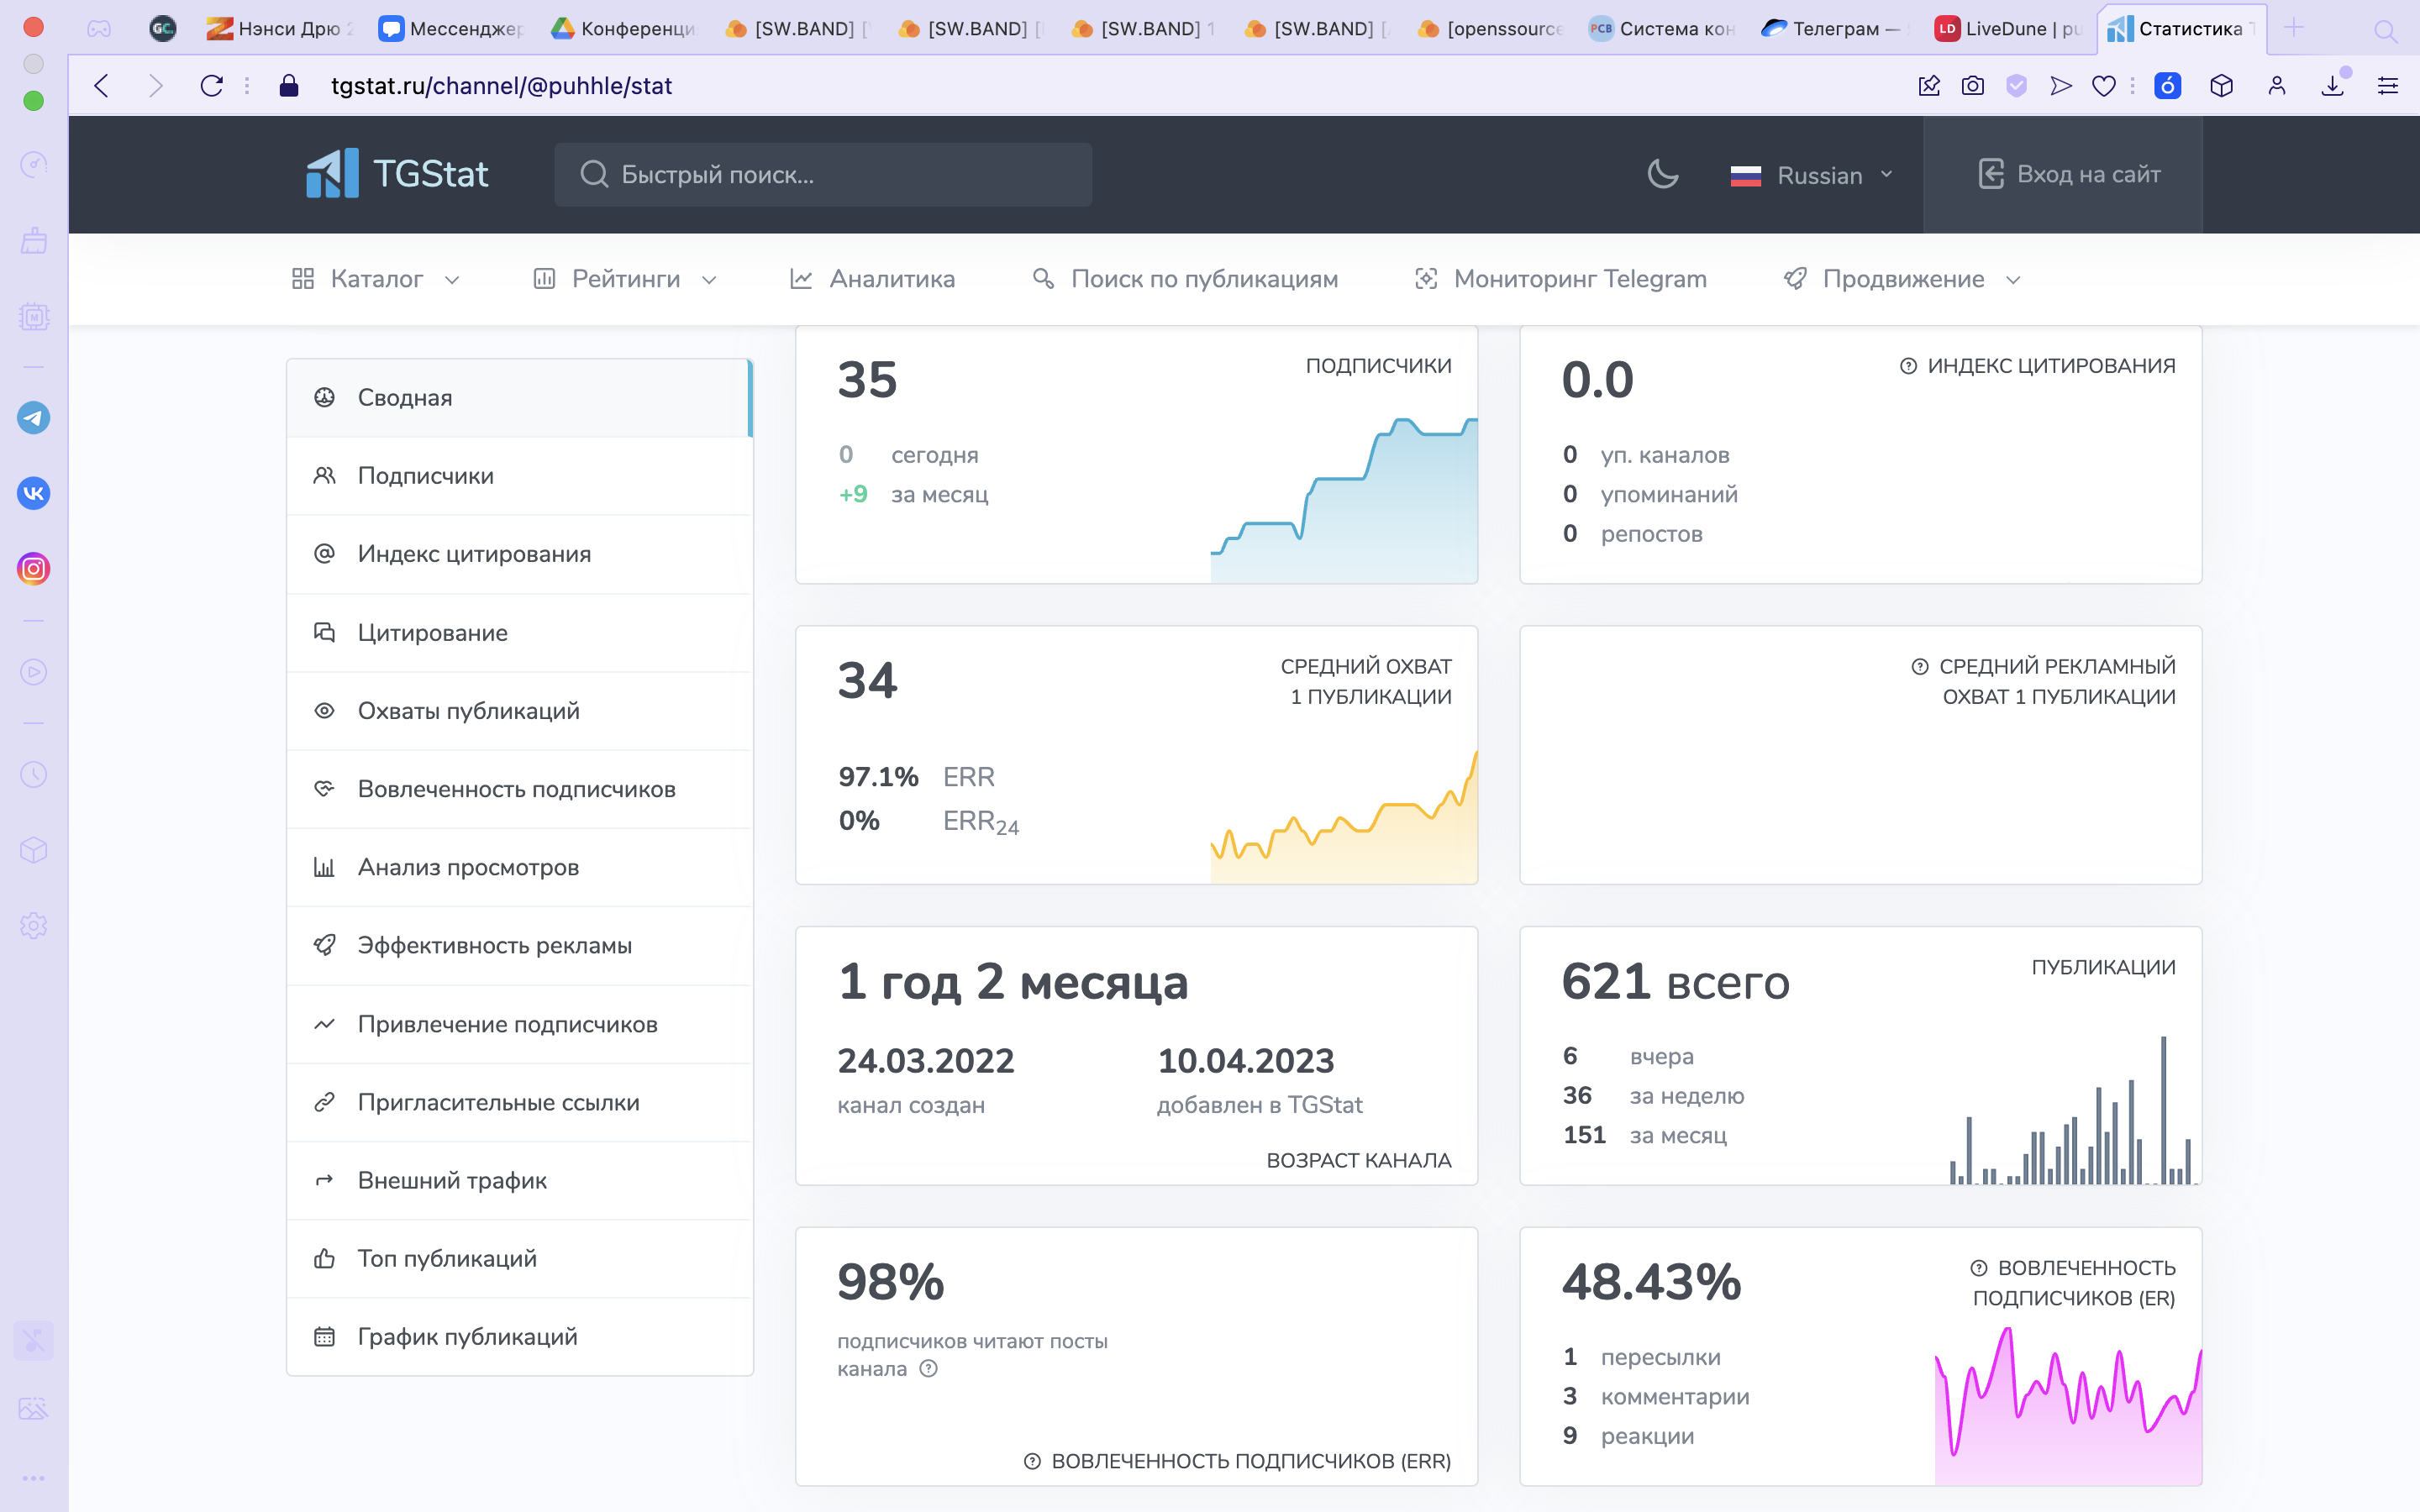 GC
Нэнси Дрю 2
Мессенджер
Конференци
[SW.BAND] [
[SW.BAND] [
[SW.BAND] 1
[SW.BAND] [
[openssource
PCB Система кон
Телеграм —
LD LiveDune | pu
Статистика T
tgstat.ru/channel/@puhhle/stat
TGStat
Быстрый поиск...
Russian
Вход на сайт
Каталог
Рейтинги
Аналитика
Поиск по публикациям
Мониторинг Telegram
Продвижение
Сводная
Подписчики
Индекс цитирования
Цитирование
Охваты публикаций
Вовлеченность подписчиков
Анализ просмотров
Эффективность рекламы
Привлечение подписчиков
Пригласительные ссылки
Внешний трафик
Топ публикаций
График публикаций
35
ПОДПИСЧИКИ
0 сегодня
+9 за месяц
0.0
ИНДЕКС ЦИТИРОВАНИЯ
0 уп. каналов
0 упоминаний
0 репостов
34
СРЕДНИЙ ОХВАТ
1 ПУБЛИКАЦИИ
97.1% ERR
0% ERR24
СРЕДНИЙ РЕКЛАМНЫЙ
ОХВАТ 1 ПУБЛИКАЦИИ
1 год 2 месяца
24.03.2022
канал создан
10.04.2023
добавлен в TGStat
ВОЗРАСТ КАНАЛА
621 всего
ПУБЛИКАЦИИ
6 вчера
36 за неделю
151 за месяц
98%
подписчиков читают посты
канала
ВОВЛЕЧЕННОСТЬ ПОДПИСЧИКОВ (ERR)
48.43%
ВОВЛЕЧЕННОСТЬ
ПОДПИСЧИКОВ (ER)
1 пересылки
3 комментарии
9 реакции